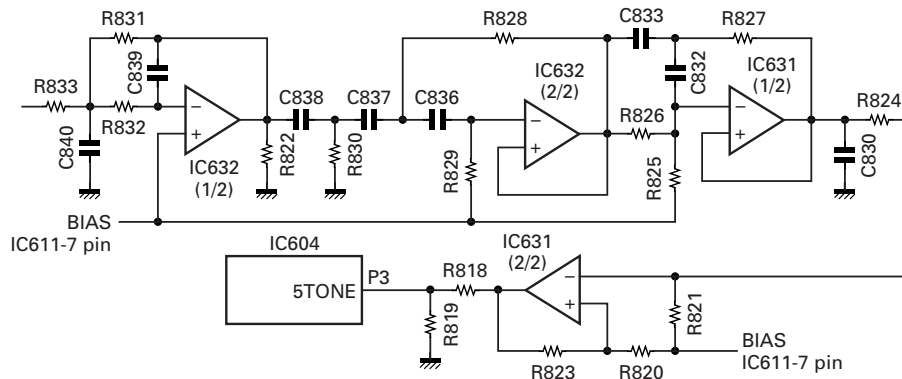 R831
R828
C833
R827
C839
R833
IC632
(2/2)
C832
IC631
(1/2)
C838
C837
C836
R824
R832
R826
C840
R822
R830
R829
R825
C830
IC632
(1/2)
BIAS
IC611-7 pin
IC604
IC631
(2/2)
P3
R818
5TONE
R819
R821
BIAS
IC611-7 pin
R823
R820